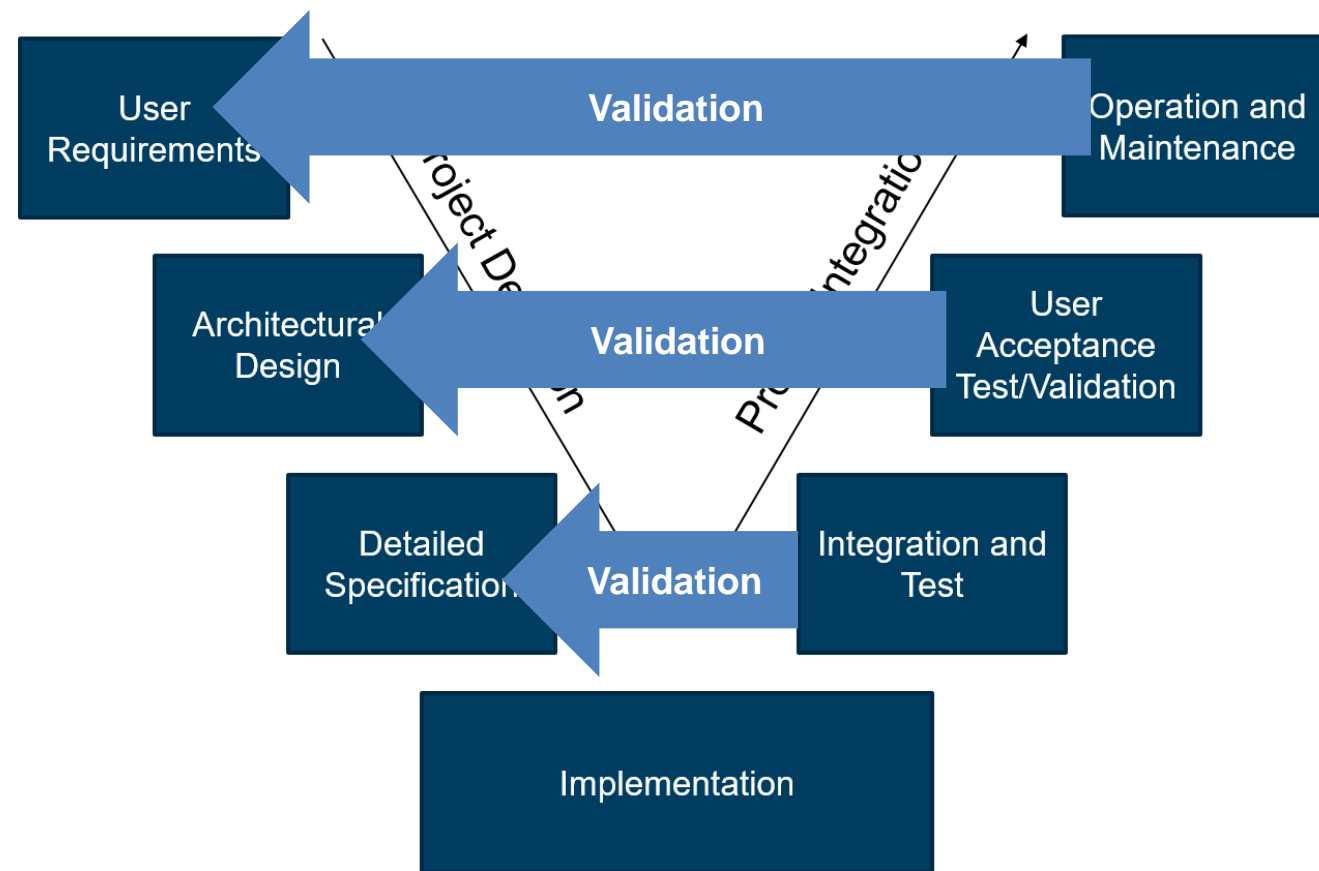 User
Requirements
Validation
Operation and
Maintenance
Architectural
Design
Validation
User
Acceptance
Test/Validation
Detailed
Specification
Validation
Integration and
Test
Implementation